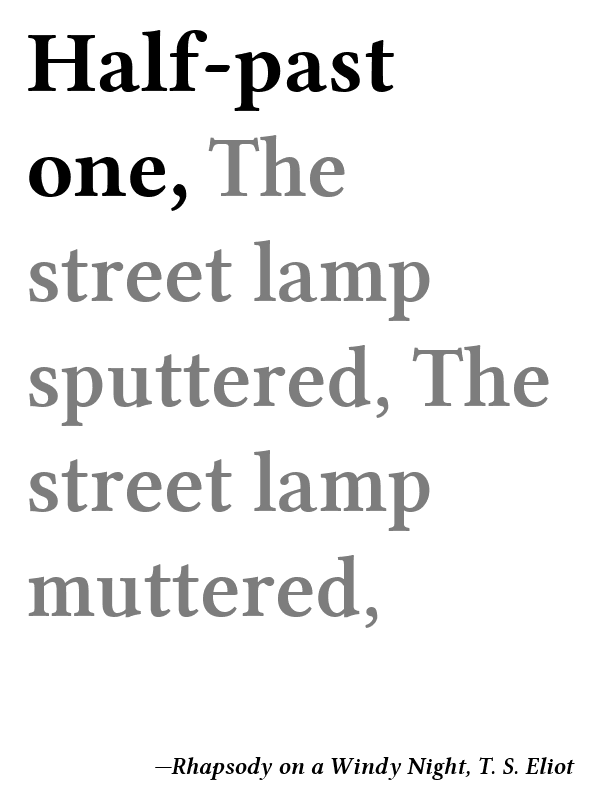 Half-past
one, The
street lamp
sputtered, The
street lamp
muttered,
—Rhapsody on a Windy Night, T. S. Eliot